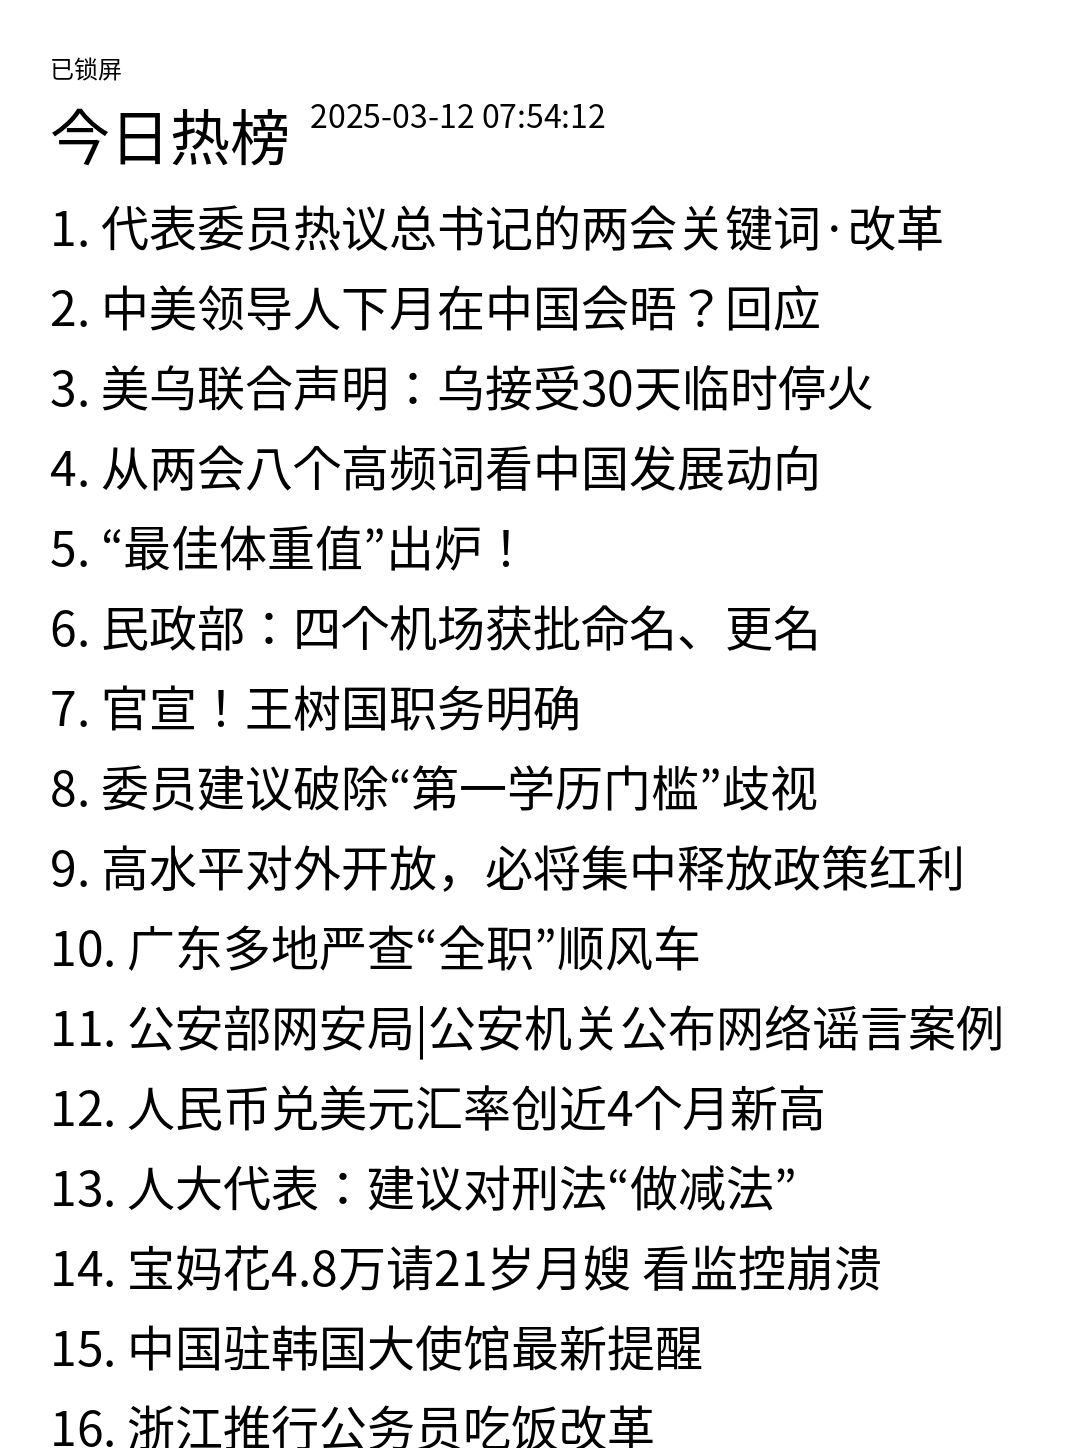 已锁屏
今日热榜 2025-03-12 07:54:12
1. 代表委员热议总书记的两会关键词·改革
2. 中美领导人下月在中国会晤？回应
3. 美乌联合声明：乌接受30天临时停火
4. 从两会八个高频词看中国发展动向
5. “最佳体重值”出炉！
6. 民政部：四个机场获批命名、更名
7. 官宣！王树国职务明确
8. 委员建议破除“第一学历门槛”歧视
9. 高水平对外开放，必将集中释放政策红利
10. 广东多地严查“全职”顺风车
11. 公安部网安局|公安机关公布网络谣言案例
12. 人民币兑美元汇率创近4个月新高
13. 人大代表：建议对刑法“做减法”
14. 宝妈花4.8万请21岁月嫂 看监控崩溃
15. 中国驻韩国大使馆最新提醒
16. 浙江推行公务员吃饭改革